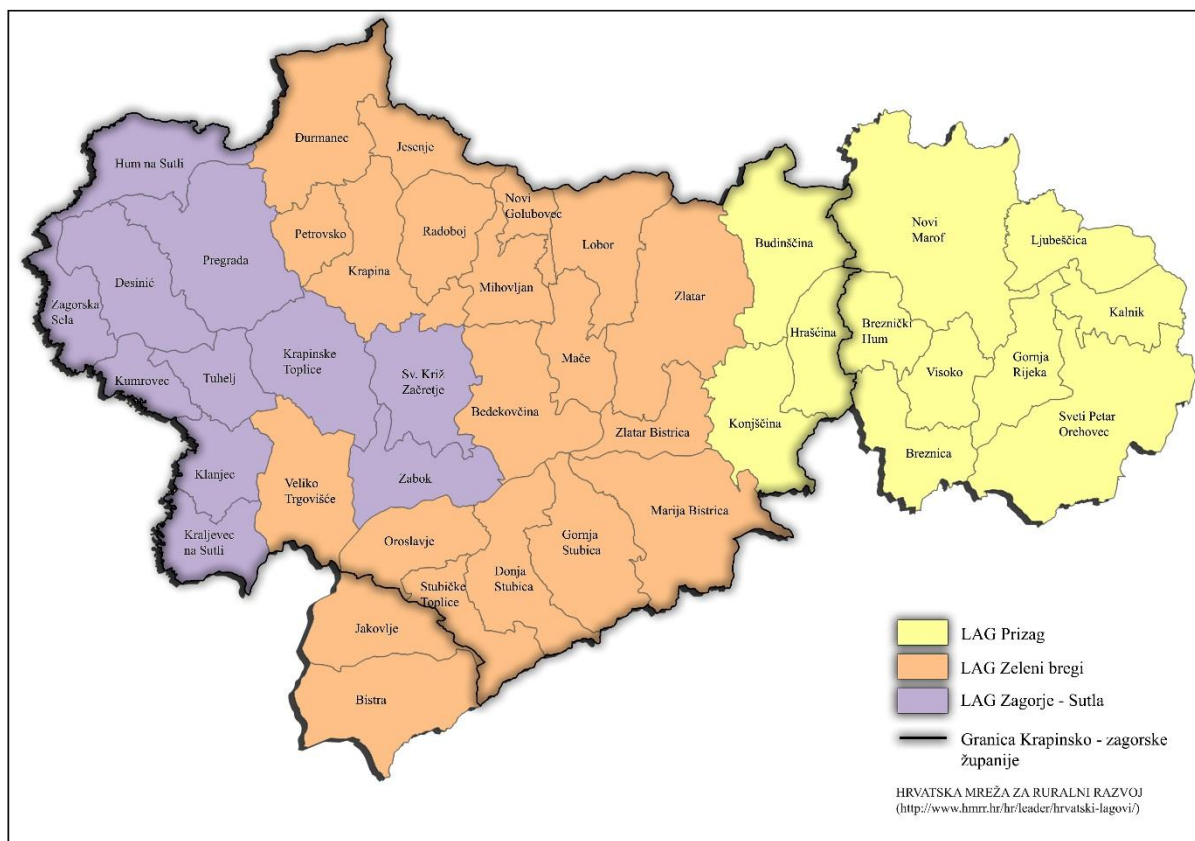 Hum na Sutli
Đurmanec
Jesenje
Novi
Golubovec
Petrovsko
Radoboj
Lobor
Krapina
Mihovljan
Zlatar
Budinščina
Novi
Marof
Ljubeščica
Kalnik
Pregrada
Desinić
Zagorska
Sela
Kumrovec
Tuhelj
Krapinske
Toplice
Sv. Križ
Začretje
Mače
Hrašćina
Breznički
Hum
Visoko
Gornja
Rijeka
Sveti Petar
Orehovec
Bedekovčina
Zlatar Bistrica
Konjščina
Breznica
Klanjec
Veliko
Trgovišće
Zabok
Kraljevec
na Sutli
Oroslavje
Stubičke
Toplice
Donja
Stubica
Gornja
Stubica
Marija Bistrica
Jakovlje
Bistra
LAG Prizag
LAG Zeleni bregi
LAG Zagorje - Sutla
Granica Krapinsko - zagorske
županije
HRVATSKA MREŽA ZA RURALNI RAZVOJ
(http://www.hmrr.hr/hr/leader/hrvatski-lagovi/)